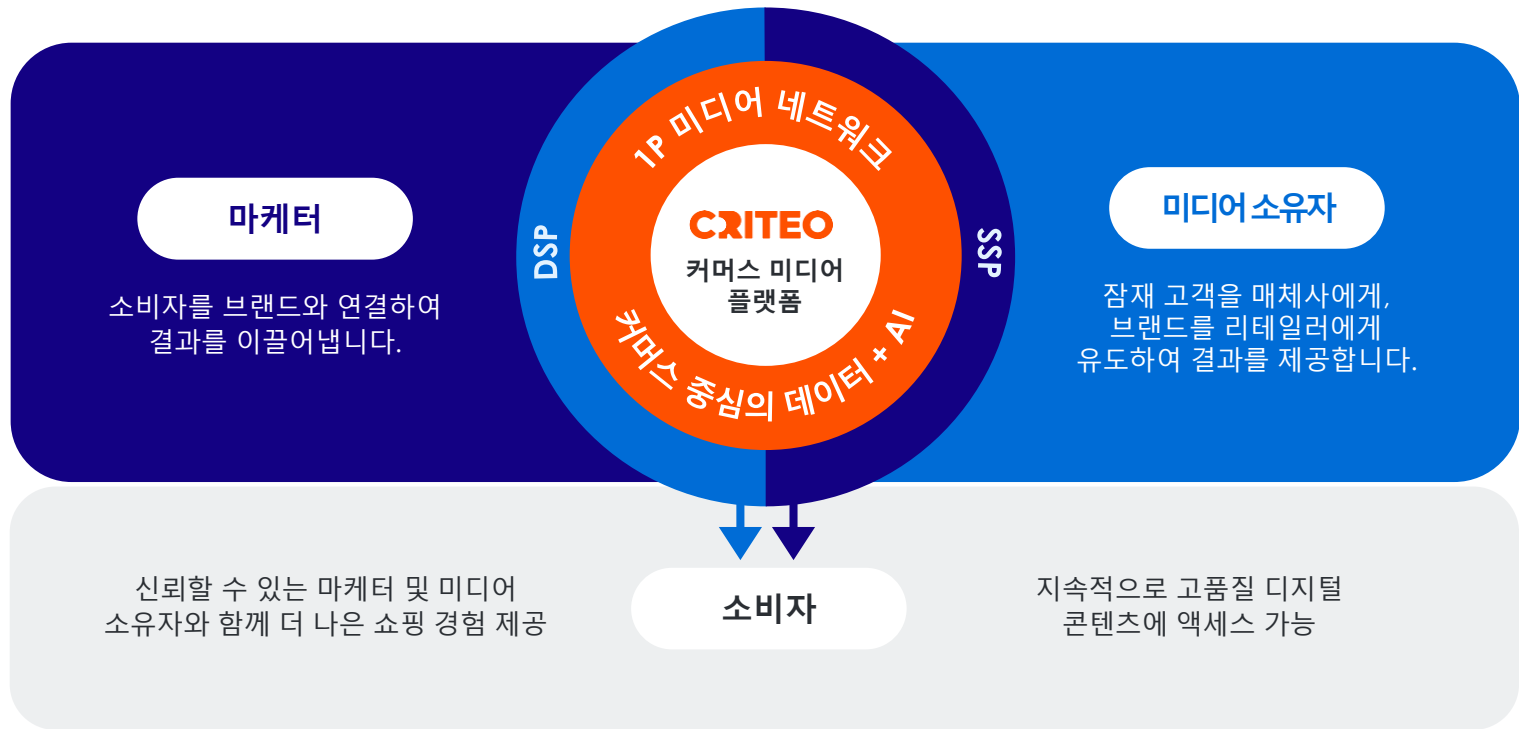 1P 미디어 네트워크
CRITEO
커머스 미디어
플랫폼
커머스 중심의 데이터 + AI
DSP
SSP
마케터
소비자를 브랜드와 연결하여
결과를 이끌어냅니다.
미디어 소유자
잠재 고객을 매체사에게,
브랜드를 리테일러에게
유도하여 결과를 제공합니다.
신뢰할 수 있는 마케터 및 미디어
소유자와 함께 더 나은 쇼핑 경험 제공
소비자
지속적으로 고품질 디지털
콘텐츠에 액세스 가능